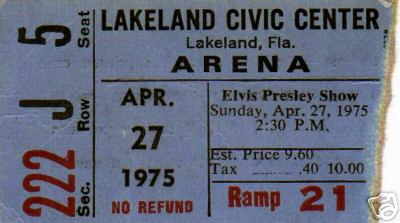 LAKELAND CIVIC CENTER
Lakeland, Fla.
ARENA
Seat 5
Row J
Sec. 222
APR.
27
1975
NO REFUND
Elvis Presley Show
Sunday, Apr. 27, 1975
2:30 P.M.
Est. Price 9.60
Tax .40 10.00
Ramp 21